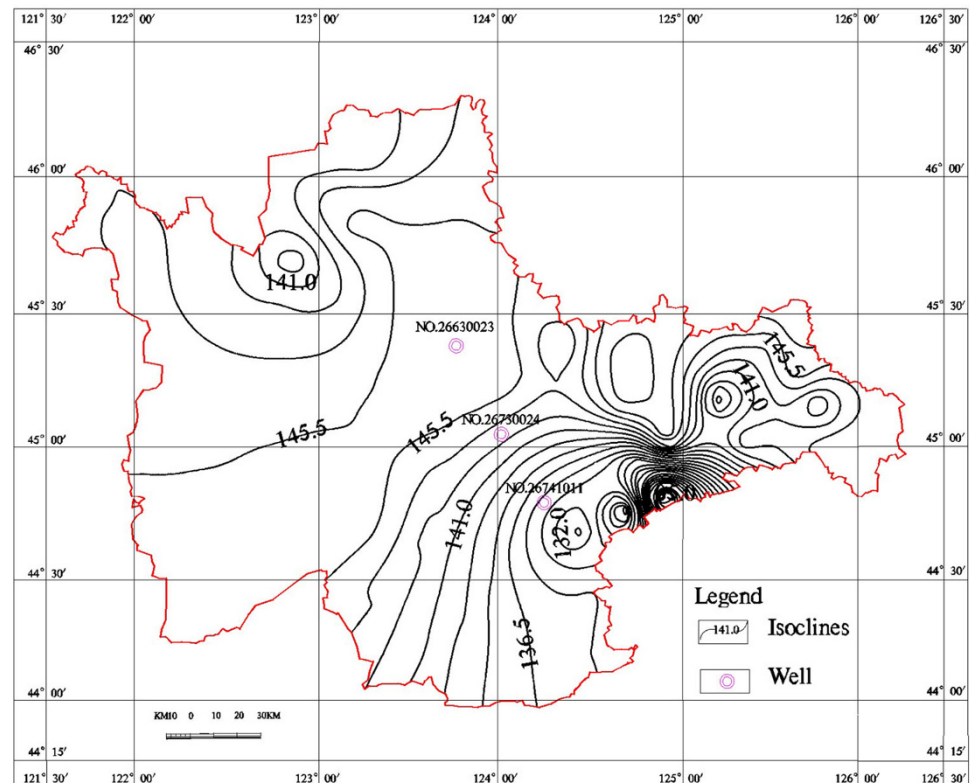 121° 30′ 122° 00′ 123° 00′ 124° 00′ 125° 00′ 126° 00′ 126° 30′
46° 30′ 46° 30′
46° 00′ 46° 00′
141.0
45° 30′ 45° 30′
NO.26630023
145.5
141.0
145.5
145.5
NO.26730024
45° 00′ 45° 00′
NO.26741011
141.0
132.0
44° 30′ 44° 30′
Legend
141.0 Isoclines
136.5
Well
44° 00′ 44° 00′
KM10 0 10 20 30KM
44° 15′ 44° 15′
121° 30′ 122° 00′ 123° 00′ 124° 00′ 125° 00′ 126° 00′ 126° 30′